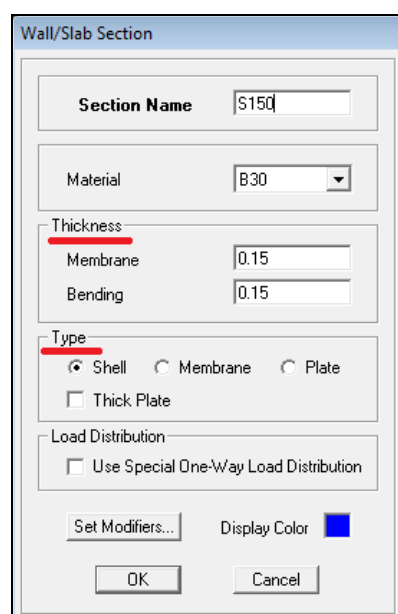 Wall/Slab Section
Section Name S150
Material B30
Thickness
Membrane 0.15
Bending 0.15
Type
Shell Membrane Plate
Thick Plate
Load Distribution
Use Special One-Way Load Distribution
Set Modifiers... Display Color
OK Cancel